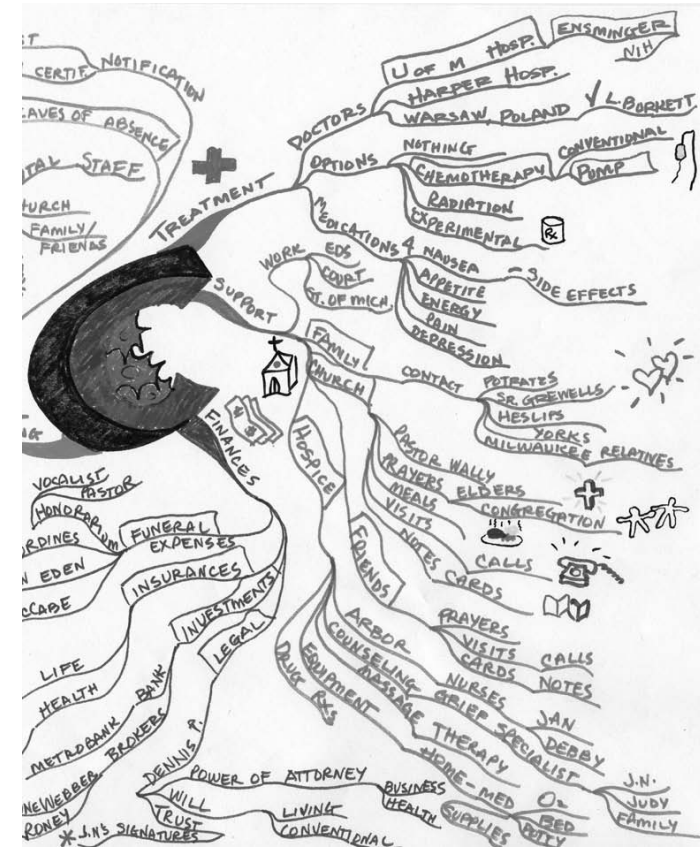 CERTIF.
NOTIFICATION
LEAVES OF ABSENCE
STAFF
CHURCH
FAMILY/
FRIENDS
TREATMENT
DOCTORS
U OF M HOSP.
ENSMINGER
NIH
HARPER HOSP.
WARSAW, POLAND
L. BORKETT
OPTIONS
NOTHING
CHEMOTHERAPY
CONVENTIONAL
PUMP
RADIATION
EXPERIMENTAL
RX
MEDICATIONS
4 NAUSEA
- SIDE EFFECTS
APPETITE
ENERGY
PAIN
DEPRESSION
SUPPORT
WORK
EDS
COURT
ST. OF MICH.
FAMILY
CONTACT
POTRATZS
SR. GREWELLS
HESLIPS
YORKS
MILWAUKEE RELATIVES
CHURCH
PASTOR WALLY
PRAYERS
ELDERS
CONGREGATION
MEALS
VISITS
NOTES
CALLS
CARDS
FRIENDS
PRAYERS
VISITS
CALLS
CARDS
NOTES
HOSPICE
ARBOR
NURSES
JAN
DEBBY
COUNSELING
GRIEF SPECIALIST
J.N.
JUDY
FAMILY
MASSAGE THERAPY
EQUIPMENT
HOME-MED
O2
BED
POTTY
SUPPLIES
DRUG RXS
FINANCES
$ $
FUNERAL
EXPENSES
VOCALIST
PASTOR
HONORARIUM
EDEN
INSURANCES
LIFE
HEALTH
INVESTMENTS
BANK
METROBANK
BROKERS
LEGAL
DENNIS P.
POWER OF ATTORNEY
BUSINESS
HEALTH
WILL
LIVING
CONVENTIONAL
TRUST
* J.N'S SIGNATURES